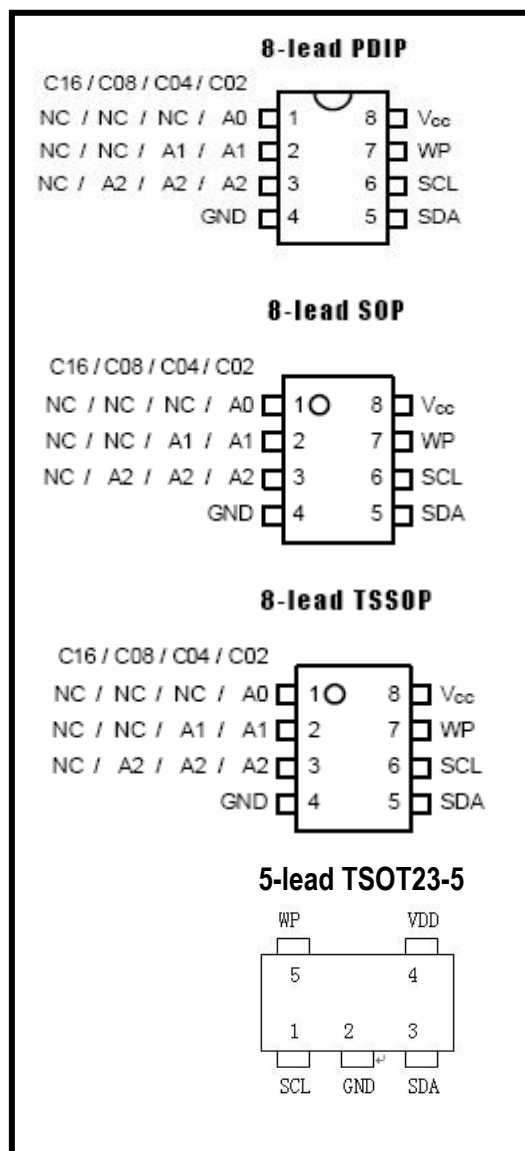 8-lead PDIP
C16 / C08 / C04 / C02
NC / NC / NC / A0 1 8 Vcc
NC / NC / A1 / A1 2 7 WP
NC / A2 / A2 / A2 3 6 SCL
GND 4 5 SDA
8-lead SOP
C16 / C08 / C04 / C02
NC / NC / NC / A0 1 8 Vcc
NC / NC / A1 / A1 2 7 WP
NC / A2 / A2 / A2 3 6 SCL
GND 4 5 SDA
8-lead TSSOP
C16 / C08 / C04 / C02
NC / NC / NC / A0 1 8 Vcc
NC / NC / A1 / A1 2 7 WP
NC / A2 / A2 / A2 3 6 SCL
GND 4 5 SDA
5-lead TSOT23-5
WP VDD
5 4
1 2 3
SCL GND SDA